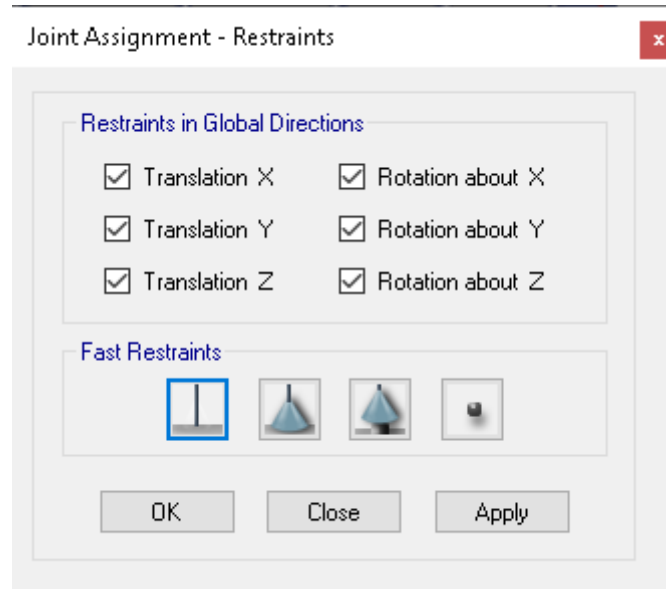 Joint Assignment - Restraints
x
Restraints in Global Directions
Translation X
Rotation about X
Translation Y
Rotation about Y
Translation Z
Rotation about Z
Fast Restraints
OK
Close
Apply